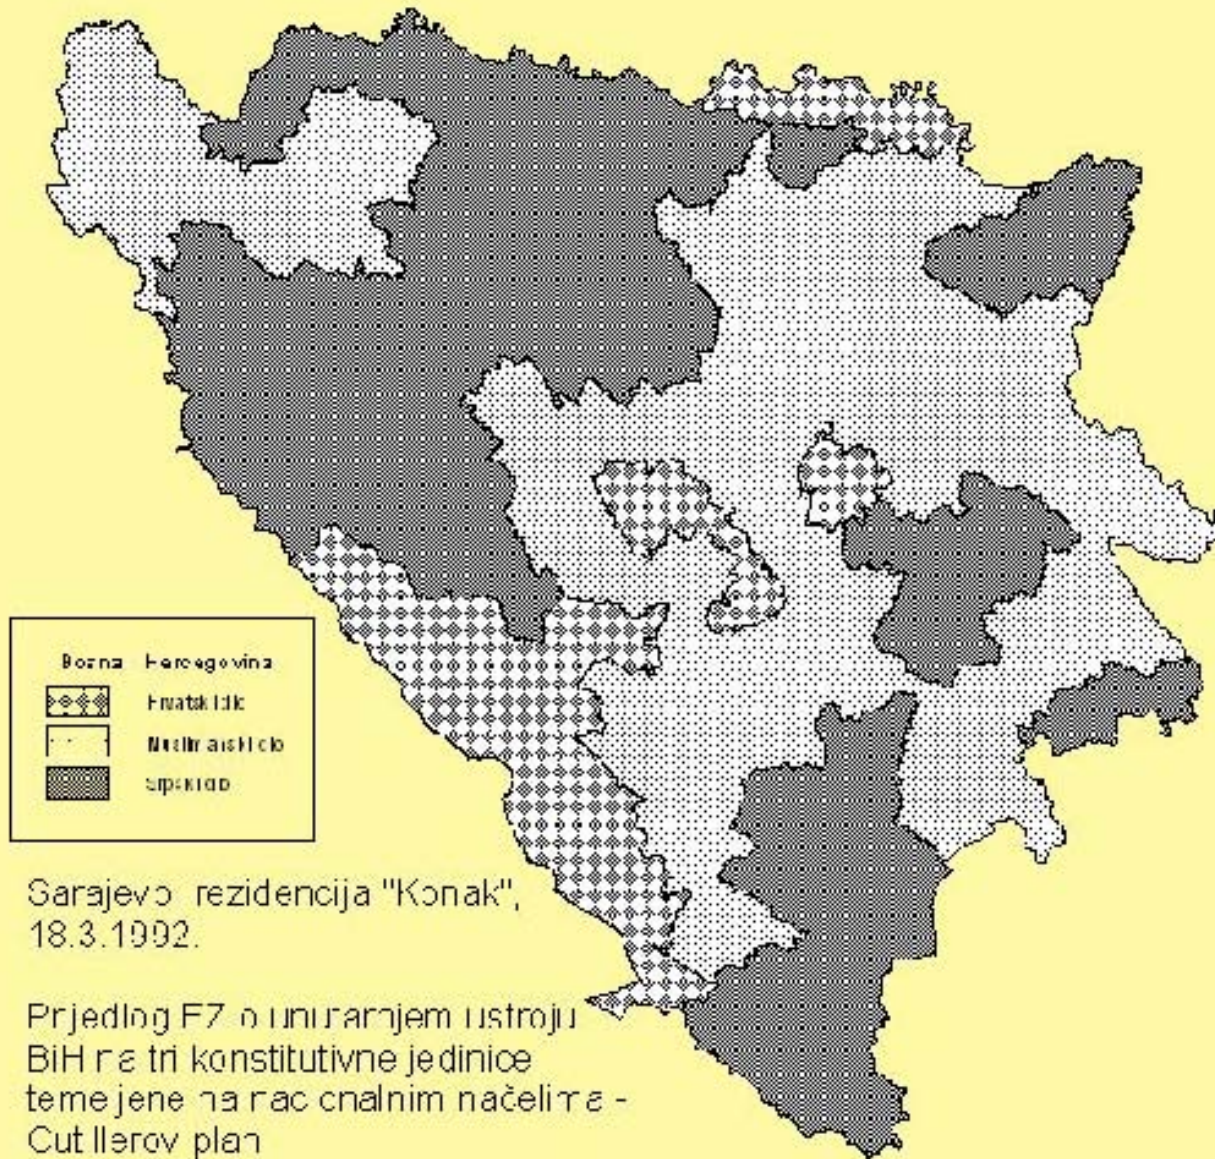 Bosna Hercegovina
Hrvatski dio
Muslimanski dio
Srpski dio
Sarajevo rezidencija "Konak",
18.3.1992.
Prijedlog EZ o unutarnjem ustroju
BiH na tri konstitutivne jedinice
temeljene na nacionalnim načelima -
Cutillerov plan